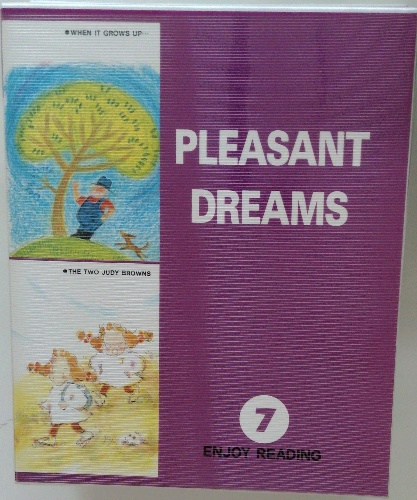 ●WHEN IT GROWS UP…
PLEASANT
DREAMS
●THE TWO JUDY BROWNS
7
ENJOY READING